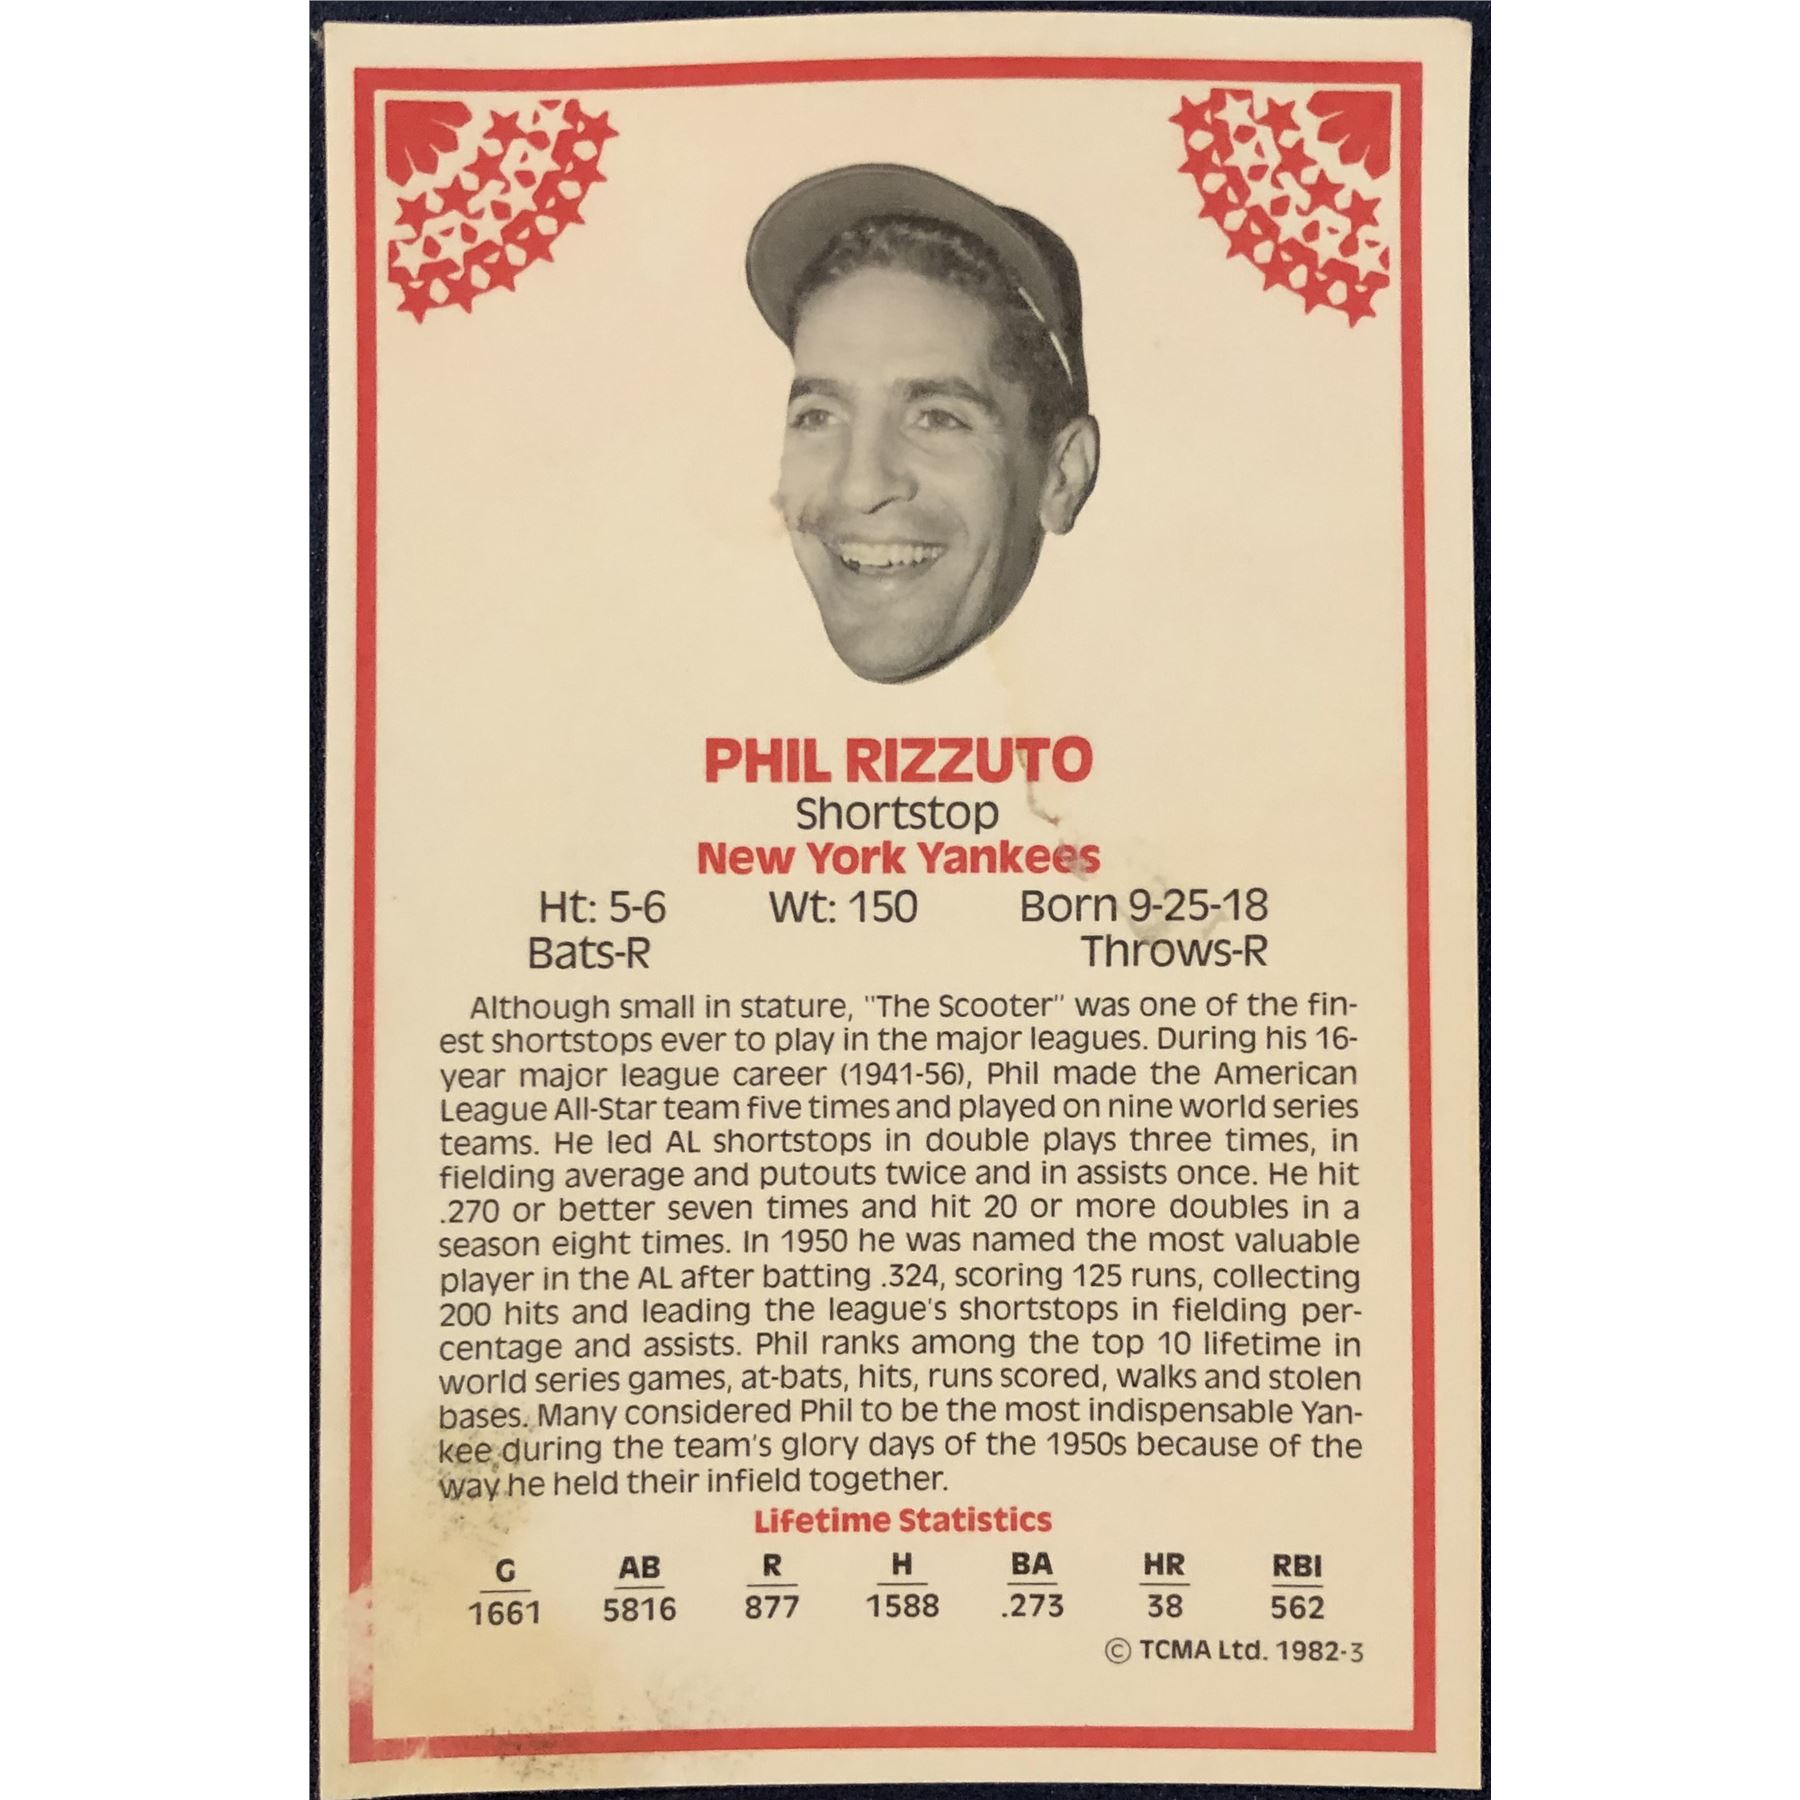 PHIL RIZZUTO
Shortstop
New York Yankees
Ht: 5-6 Wt: 150 Born 9-25-18
Bats-R Throws-R
Although small in stature, "The Scooter" was one of the fin-
est shortstops ever to play in the major leagues. During his 16-
year major league career (1941-56), Phil made the American
League All-Star team five times and played on nine world series
teams. He led AL shortstops in double plays three times, in
fielding average and putouts twice and in assists once. He hit
.270 or better seven times and hit 20 or more doubles in a
season eight times. In 1950 he was named the most valuable
player in the AL after batting .324, scoring 125 runs, collecting
200 hits and leading the league's shortstops in fielding per-
centage and assists. Phil ranks among the top 10 lifetime in
world series games, at-bats, hits, runs scored, walks and stolen
bases. Many considered Phil to be the most indispensable Yan-
kee during the team's glory days of the 1950s because of the
way he held their infield together.
Lifetime Statistics
G AB R H BA HR RBI
1661 5816 877 1588 .273 38 562
© TCMA Ltd. 1982-3